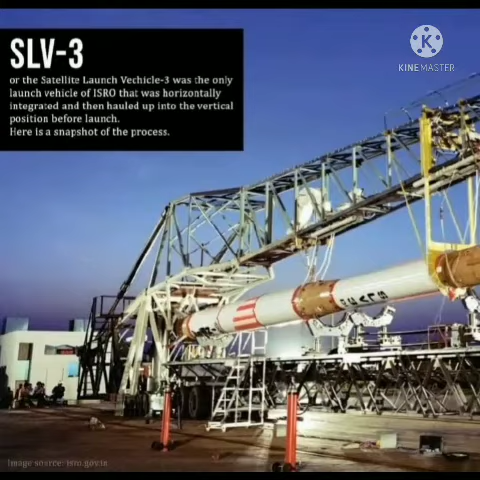 SLV-3
or the Satellite Launch Vechicle-3 was the only
launch vehicle of ISRO that was horizontally
integrated and then hauled up into the vertical
position before launch.
Here is a snapshot of the process.
K
KINEMASTER
Image source: isro.gov.in